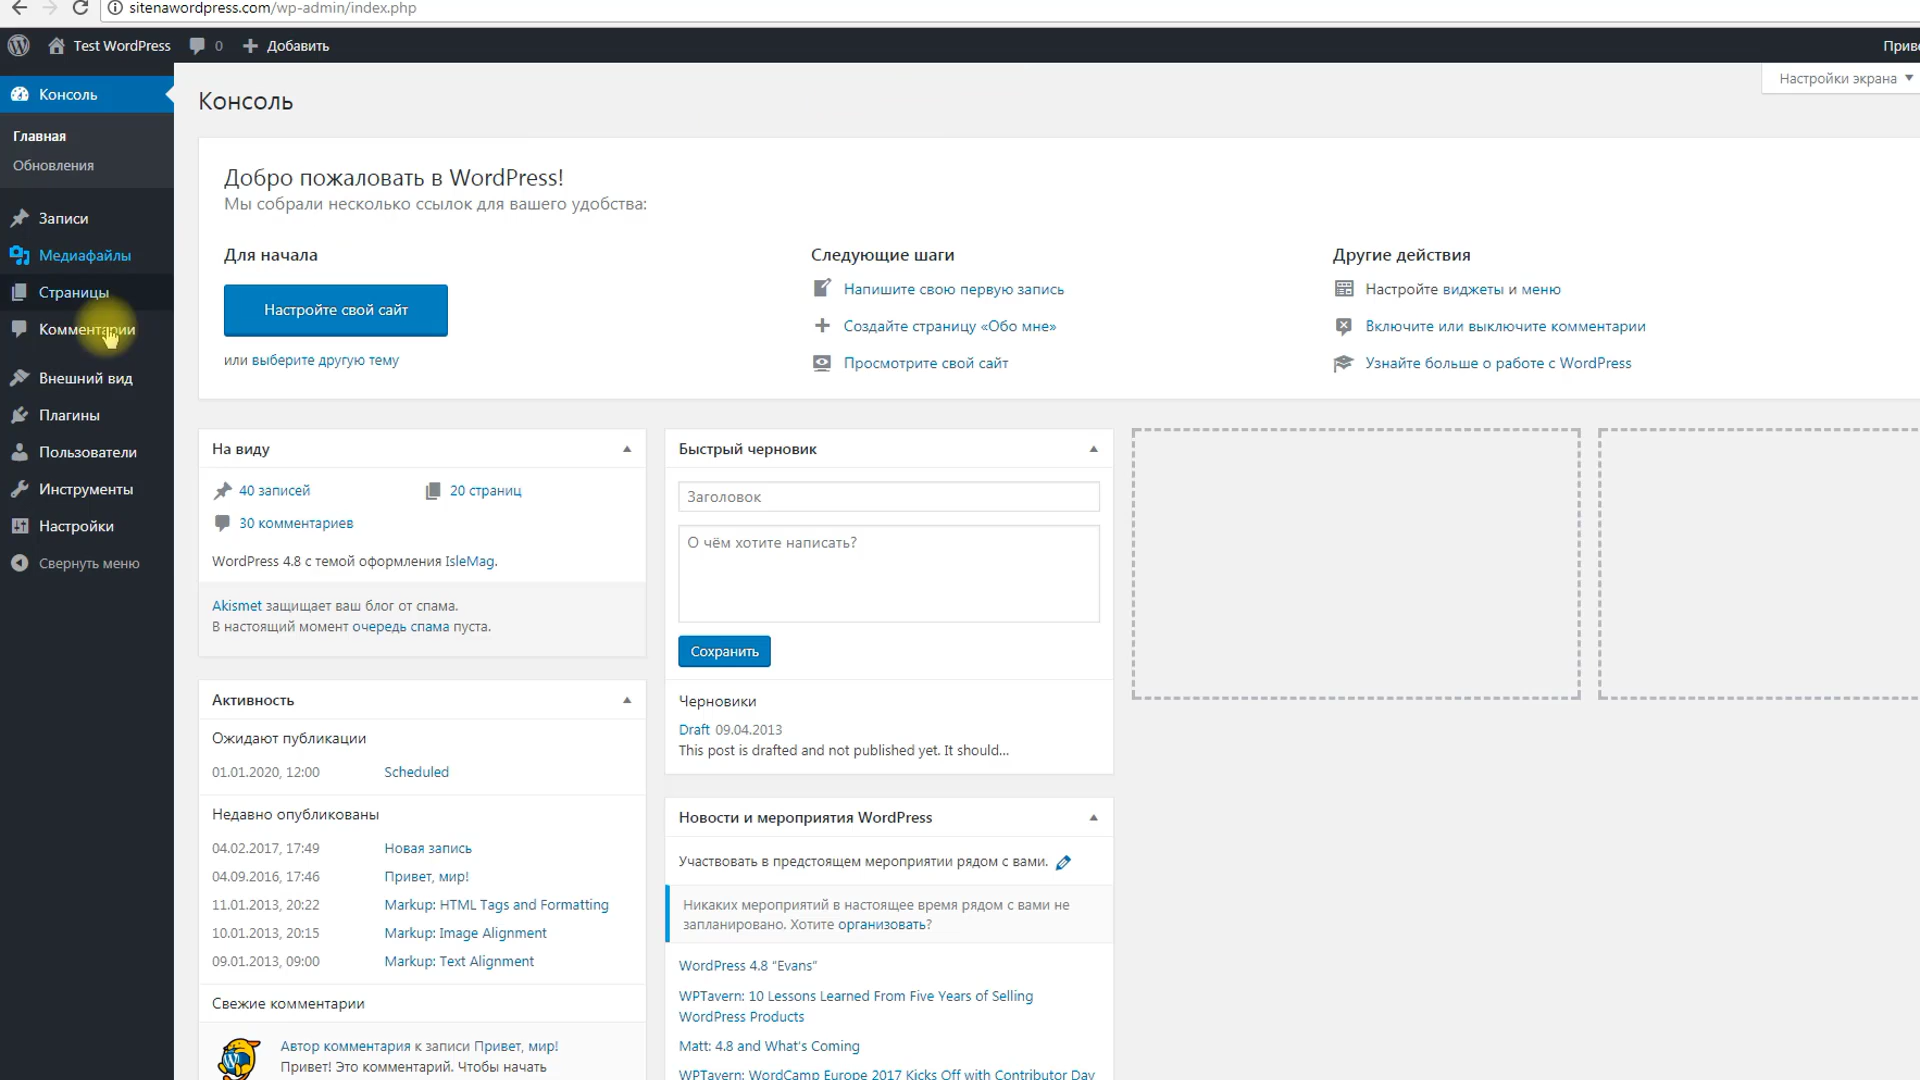 sitenawordpress.com/wp-admin/index.php
Test WordPress 0 Добавить
Настройки экрана
Консоль
Главная
Обновления
Записи
Медиафайлы
Страницы
Комментарии
Внешний вид
Плагины
Пользователи
Инструменты
Настройки
Свернуть меню
Консоль
Добро пожаловать в WordPress!
Мы собрали несколько ссылок для вашего удобства:
Для начала
Настройте свой сайт
или выберите другую тему
Следующие шаги
Напишите свою первую запись
Создайте страницу «Обо мне»
Просмотрите свой сайт
Другие действия
Настройте виджеты и меню
Включите или выключите комментарии
Узнайте больше о работе с WordPress
На виду
40 записей 20 страниц
30 комментариев
WordPress 4.8 с темой оформления IsleMag.
Akismet защищает ваш блог от спама.
В настоящий момент очередь спама пуста.
Активность
Ожидают публикации
01.01.2020, 12:00 Scheduled
Недавно опубликованы
04.02.2017, 17:49 Новая запись
04.09.2016, 17:46 Привет, мир!
11.01.2013, 20:22 Markup: HTML Tags and Formatting
10.01.2013, 20:15 Markup: Image Alignment
09.01.2013, 09:00 Markup: Text Alignment
Свежие комментарии
Автор комментария к записи Привет, мир!
Привет! Это комментарий. Чтобы начать
Быстрый черновик
Заголовок
О чём хотите написать?
Сохранить
Черновики
Draft 09.04.2013
This post is drafted and not published yet. It should...
Новости и мероприятия WordPress
Участвовать в предстоящем мероприятии рядом с вами.
Никаких мероприятий в настоящее время рядом с вами не
запланировано. Хотите организовать?
WordPress 4.8 “Evans”
WPTavern: 10 Lessons Learned From Five Years of Selling
WordPress Products
Matt: 4.8 and What's Coming
WPTavern: WordCamp Europe 2017 Kicks Off with Contributor Day